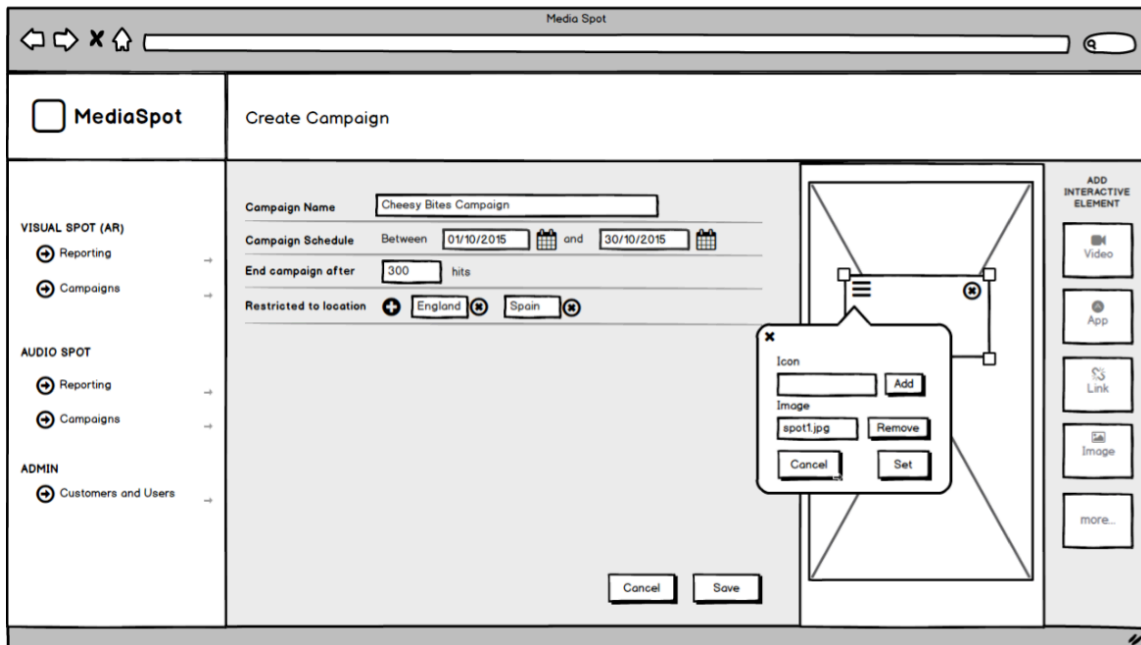 Media Spot
MediaSpot
Create Campaign
VISUAL SPOT (AR)
Reporting
Campaigns
AUDIO SPOT
Reporting
Campaigns
ADMIN
Customers and Users
Campaign Name Cheesy Bites Campaign
Campaign Schedule Between 01/10/2015 and 30/10/2015
End campaign after 300 hits
Restricted to location England Spain
Cancel Save
Icon
Add
Image
spot1.jpg Remove
Cancel Set
ADD
INTERACTIVE
ELEMENT
Video
App
Link
Image
more...